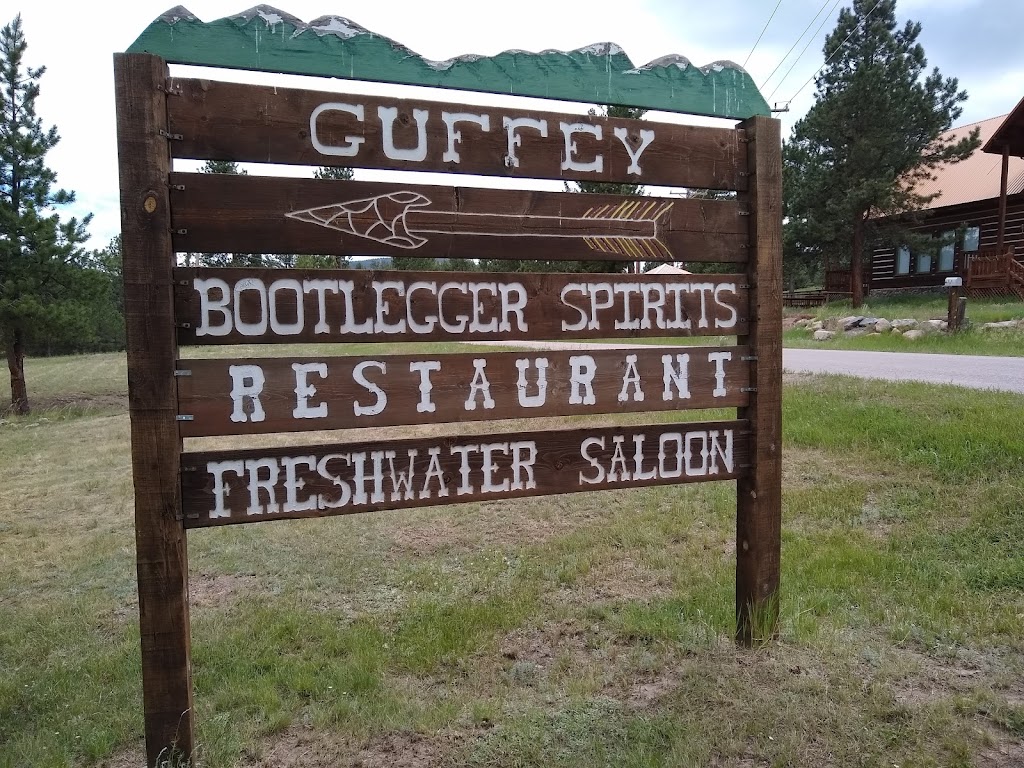 GUFFEY
BOOTLEGGER SPIRITS
RESTAURANT
FRESHWATER SALOON